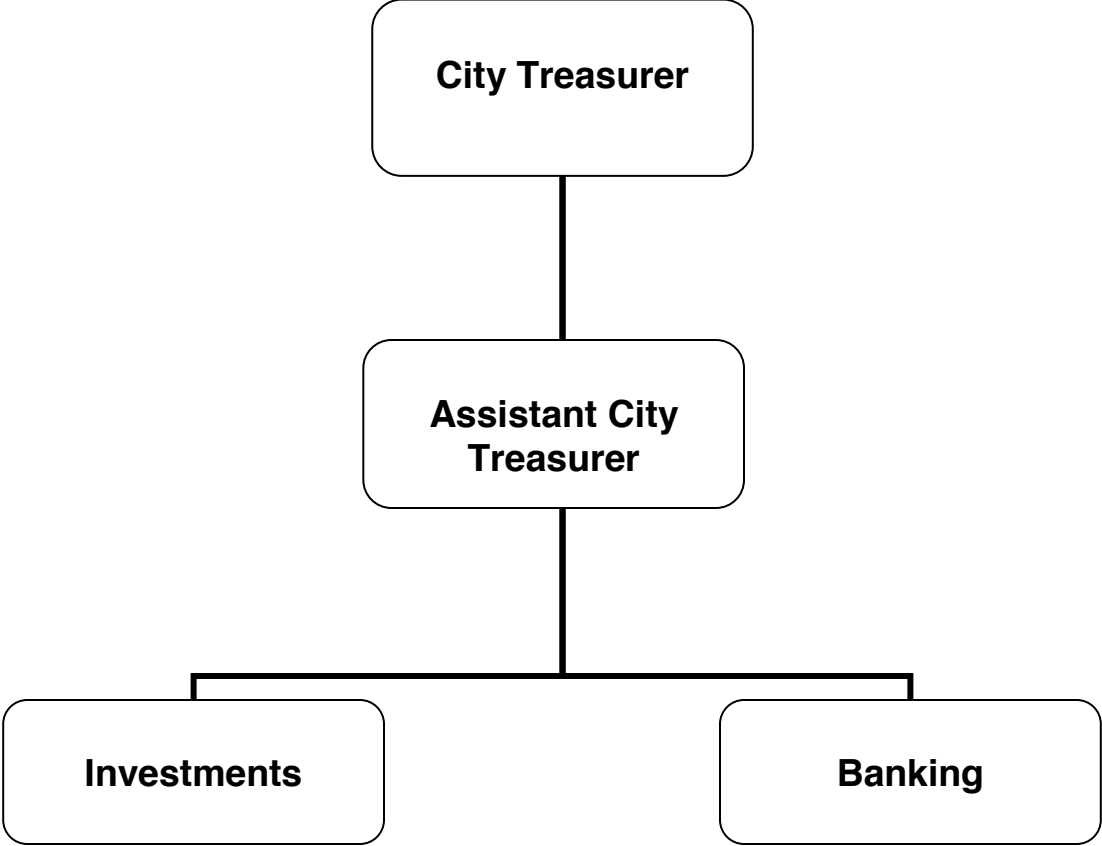 City Treasurer
Assistant City
Treasurer
Investments
Banking